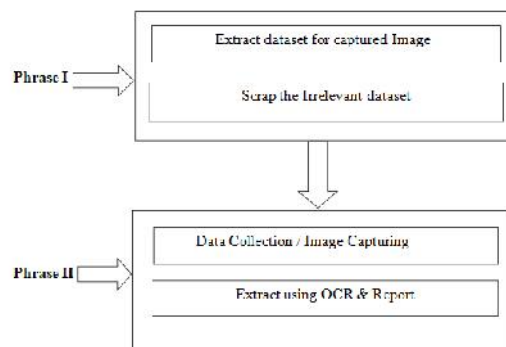 Extract dataset for captured Image
Phrase I
Scrap the Irrelevant dataset
Data Collection / Image Capturing
Phrase II
Extract using OCR & Report